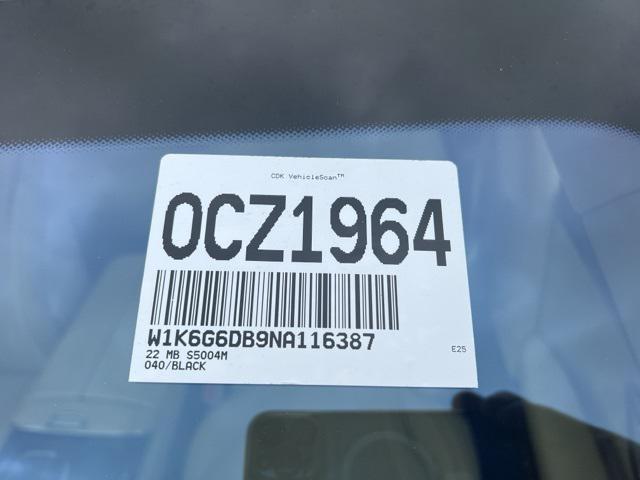 CDK VehicleScan™
0CZ1964
W1K6G6DB9NA116387
22 MB S5004M
040/BLACK
E25